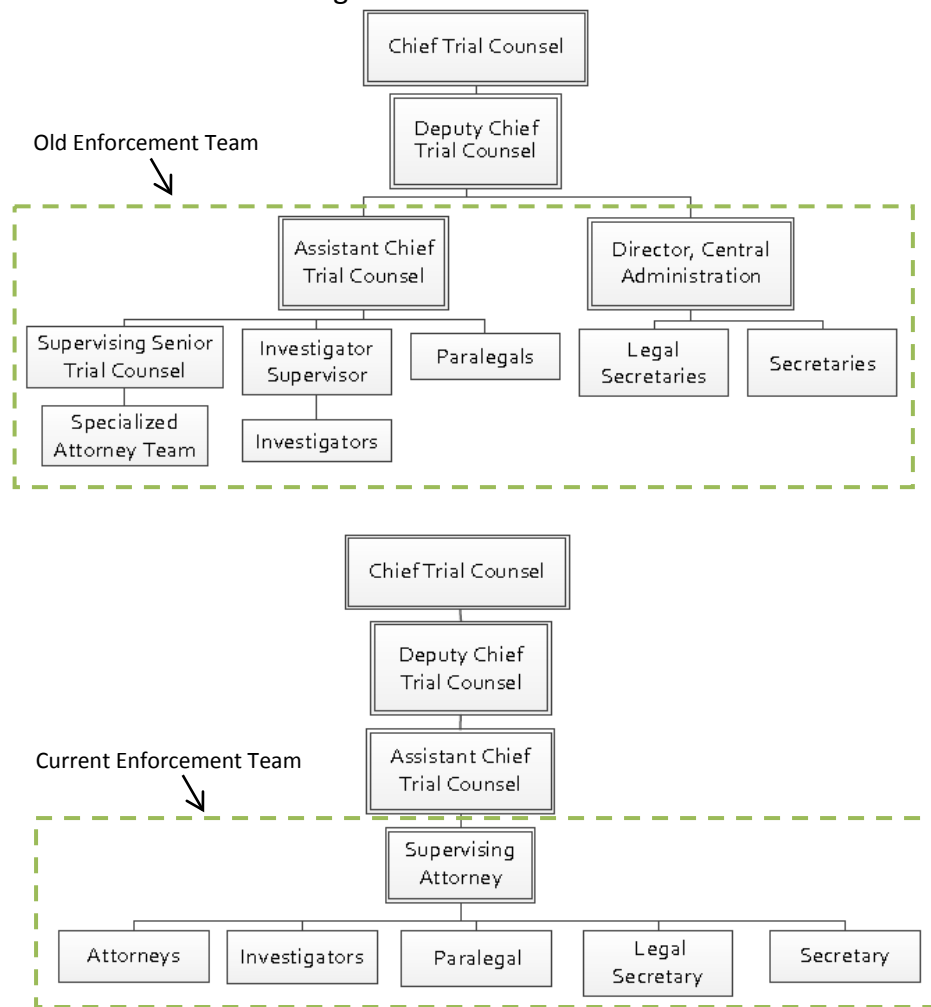 Chief Trial Counsel
Deputy Chief
Trial Counsel
Old Enforcement Team
Assistant Chief
Trial Counsel
Director, Central
Administration
Supervising Senior
Trial Counsel
Investigator
Supervisor
Paralegals
Legal
Secretaries
Secretaries
Specialized
Attorney Team
Investigators
Chief Trial Counsel
Deputy Chief
Trial Counsel
Current Enforcement Team
Assistant Chief
Trial Counsel
Supervising
Attorney
Attorneys
Investigators
Paralegal
Legal
Secretary
Secretary